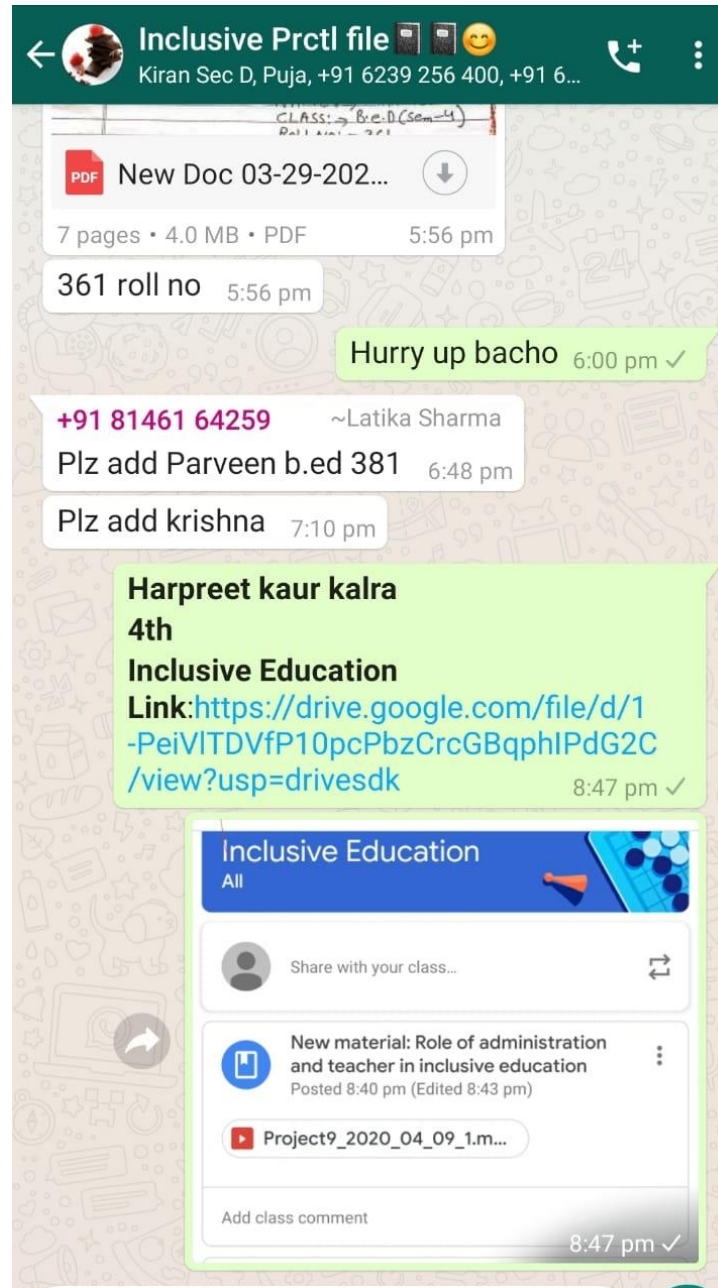 Inclusive Prctl file📓📓😊
Kiran Sec D, Puja, +91 6239 256 400, +91 6...
CLASS:→ B.e.D (Sem-4)
PDF New Doc 03-29-202...
7 pages • 4.0 MB • PDF 5:56 pm
361 roll no 5:56 pm
Hurry up bacho 6:00 pm
+91 81461 64259 ~Latika Sharma
Plz add Parveen b.ed 381 6:48 pm
Plz add krishna 7:10 pm
Harpreet kaur kalra
4th
Inclusive Education
Link:https://drive.google.com/file/d/1
-PeiVlTDVfP10pcPbzCrcGBqphIPdG2C
/view?usp=drivesdk 8:47 pm
Inclusive Education
All
Share with your class...
New material: Role of administration
and teacher in inclusive education
Posted 8:40 pm (Edited 8:43 pm)
Project9_2020_04_09_1.m...
Add class comment
8:47 pm